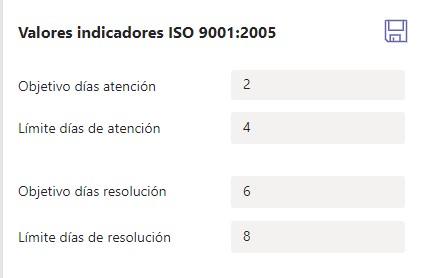 Valores indicadores ISO 9001:2005
Objetivo días atención 2
Límite días de atención 4
Objetivo días resolución 6
Límite días de resolución 8